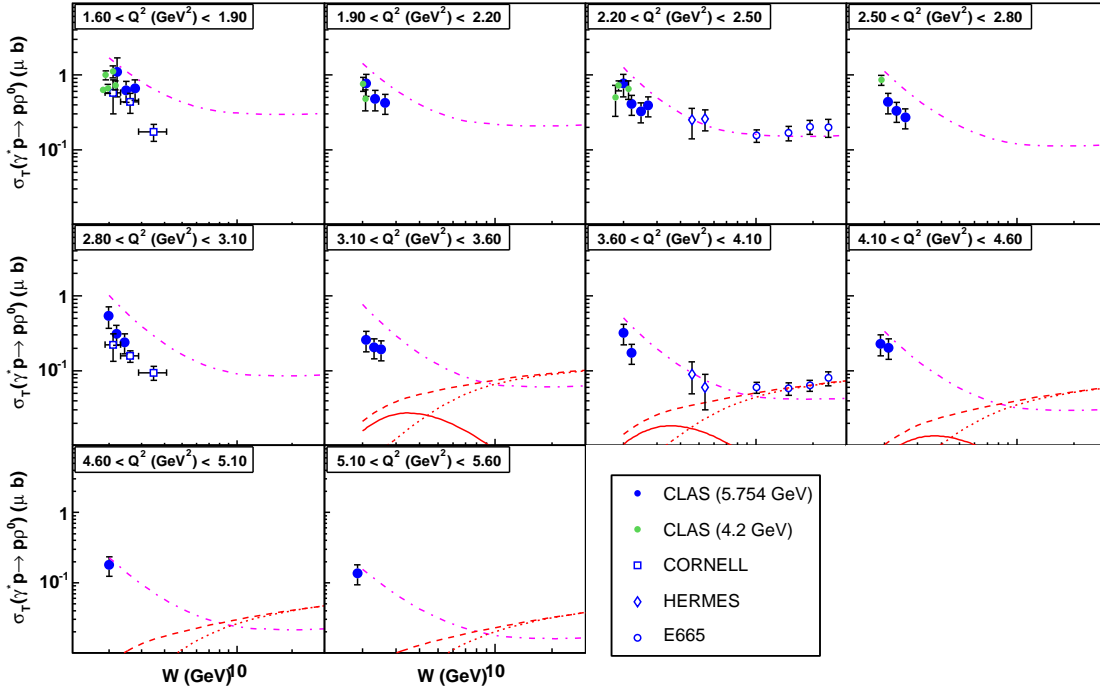 1.60 < Q² (GeV²) < 1.90
1.90 < Q² (GeV²) < 2.20
2.20 < Q² (GeV²) < 2.50
2.50 < Q² (GeV²) < 2.80
σ_T(γ* p → pρ⁰) (μ b)
1
10⁻¹
2.80 < Q² (GeV²) < 3.10
3.10 < Q² (GeV²) < 3.60
3.60 < Q² (GeV²) < 4.10
4.10 < Q² (GeV²) < 4.60
σ_T(γ* p → pρ⁰) (μ b)
1
10⁻¹
4.60 < Q² (GeV²) < 5.10
5.10 < Q² (GeV²) < 5.60
σ_T(γ* p → pρ⁰) (μ b)
1
10⁻¹
W (GeV) 10
W (GeV) 10
CLAS (5.754 GeV)
CLAS (4.2 GeV)
CORNELL
HERMES
E665